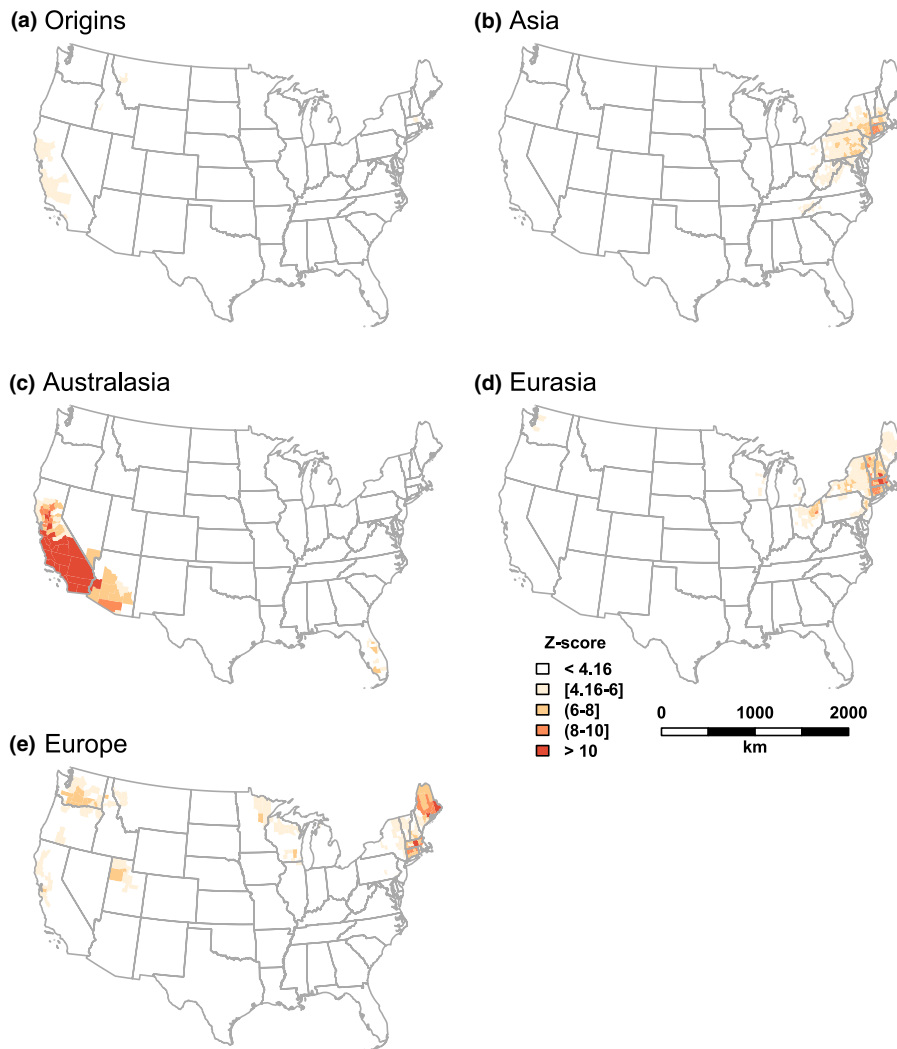 (a) Origins
(b) Asia
(c) Australasia
(d) Eurasia
Z-score
< 4.16
[4.16-6]
(6-8]
(8-10]
> 10
0 1000 2000
km
(e) Europe